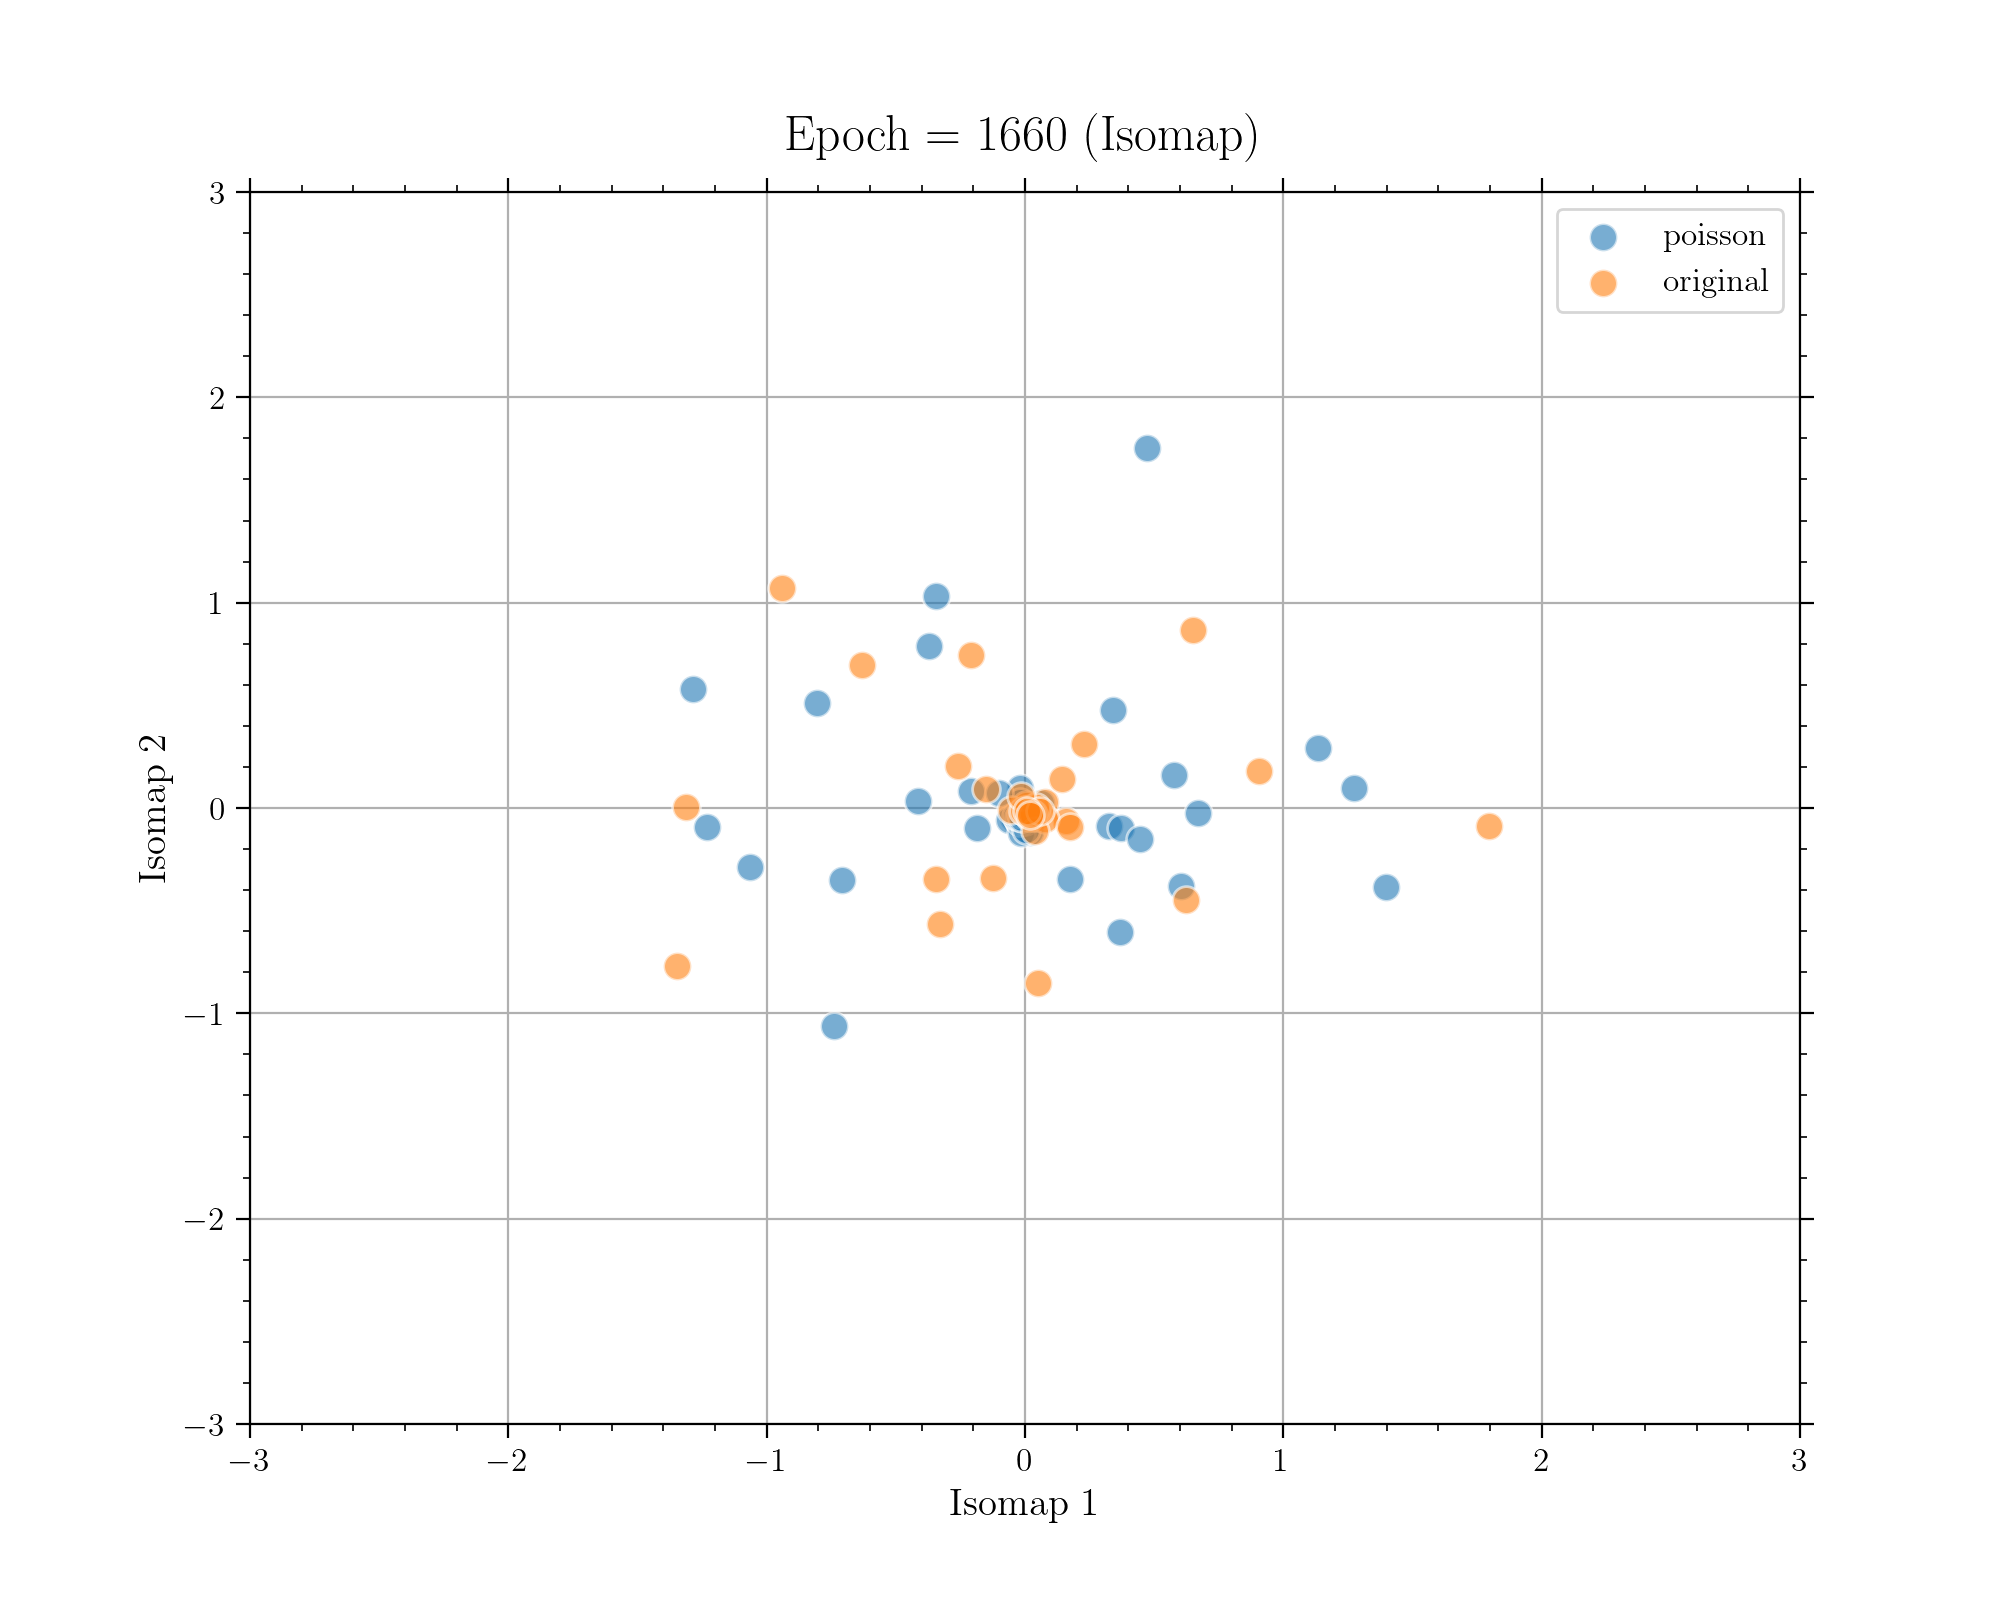 Epoch = 1660 (Isomap)
poisson
original
3
2
1
0
−1
−2
−3
Isomap 2
−3
−2
−1
0
1
2
3
Isomap 1